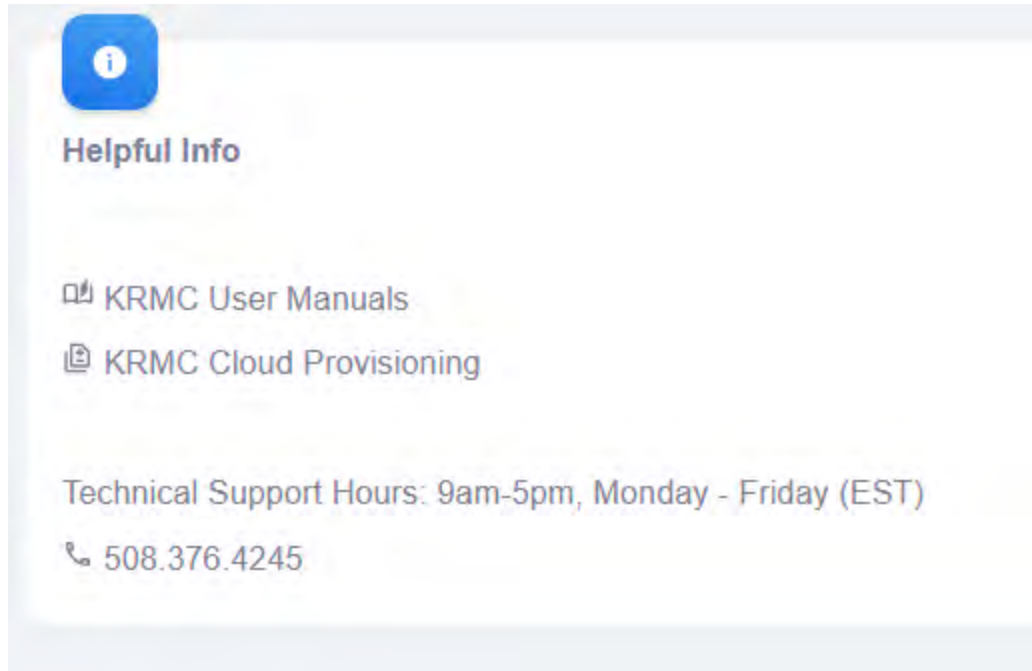 Helpful Info
KRMC User Manuals
KRMC Cloud Provisioning
Technical Support Hours: 9am-5pm, Monday - Friday (EST)
508.376.4245